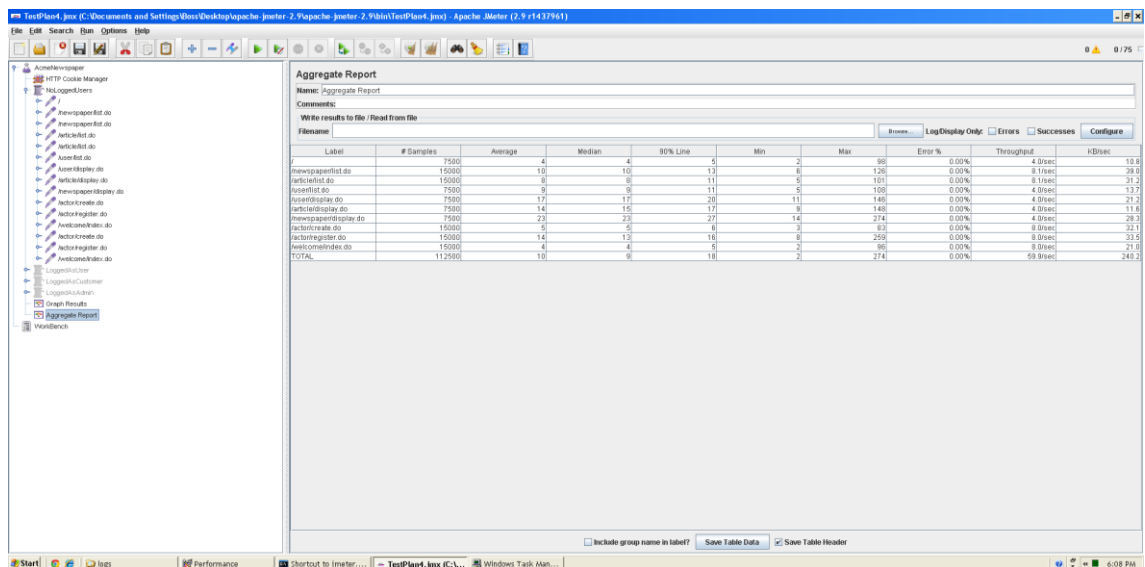 TestPlan4.jmx (C:\Documents and Settings\Boss\Desktop\apache-jmeter-2.9\apache-jmeter-2.9\bin\TestPlan4.jmx) - Apache JMeter (2.9 r1437961)
File Edit Search Run Options Help
0 0/75
AcmeNewspaper
HTTP Cookie Manager
NoLoggedUsers
/
/newspaper/list.do
/newspaper/list.do
/article/list.do
/article/list.do
/user/list.do
/user/display.do
/article/display.do
/newspaper/display.do
/actor/create.do
/actor/register.do
/welcome/index.do
/actor/create.do
/actor/register.do
/welcome/index.do
LoggedAsUser
LoggedAsCustomer
LoggedAsAdmin
Graph Results
Aggregate Report
WorkBench
Aggregate Report
Name: Aggregate Report
Comments:
Write results to file / Read from file
Filename Browse... Log/Display Only: Errors Successes Configure
Label # Samples Average Median 90% Line Min Max Error % Throughput KB/sec
/ 7500 4 4 5 2 98 0.00% 4.0/sec 10.8
/newspaper/list.do 15000 10 10 13 6 126 0.00% 8.1/sec 39.0
/article/list.do 15000 8 8 11 5 101 0.00% 8.1/sec 31.2
/user/list.do 7500 9 9 11 5 108 0.00% 4.0/sec 13.7
/user/display.do 7500 17 17 20 11 146 0.00% 4.0/sec 21.2
/article/display.do 7500 14 15 17 9 148 0.00% 4.0/sec 11.6
/newspaper/display.do 7500 23 23 27 14 274 0.00% 4.0/sec 28.3
/actor/create.do 15000 5 5 6 3 83 0.00% 8.0/sec 32.1
/actor/register.do 15000 14 13 16 8 259 0.00% 8.0/sec 33.5
/welcome/index.do 15000 4 5 5 2 96 0.00% 8.0/sec 21.0
TOTAL 112500 10 9 18 2 274 0.00% 59.9/sec 240.2
Include group name in label? Save Table Data Save Table Header
Start logs Performance Shortcut to jmeter.... TestPlan4.jmx (C:\... Windows Task Man... 6:08 PM